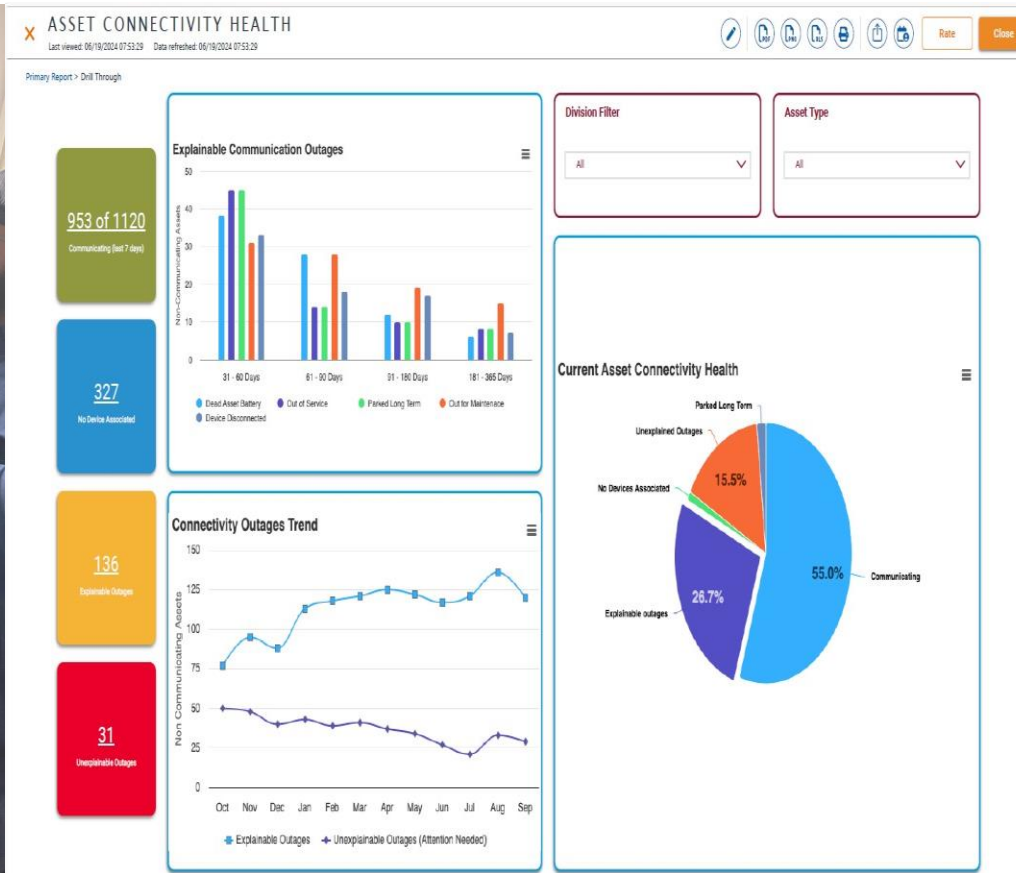 ASSET CONNECTIVITY HEALTH
Last viewed: 06/19/2024 07:53:29 Data refreshed: 06/19/2024 07:53:29
PDF
PNG
XLS
Rate
Close
Primary Report > Drill Through
953 of 1120
Communicating (last 7 days)
327
No Device Associated
136
Explainable Outages
31
Unexplainable Outages
Explainable Communication Outages
Non-Communicating Assets
50
40
30
20
10
0
31 - 60 Days
61 - 90 Days
91 - 180 Days
181 - 365 Days
Dead Asset Battery
Out of Service
Parked Long Term
Out for Maintenace
Device Disconnected
Connectivity Outages Trend
Non Communicating Assets
150
125
100
75
50
25
0
Oct Nov Dec Jan Feb Mar Apr May Jun Jul Aug Sep
Explainable Outages
Unexplainable Outages (Attention Needed)
Division Filter
All
Asset Type
All
Current Asset Connectivity Health
Parked Long Term
Unexplained Outages
15.5%
No Devices Associated
55.0%
Communicating
26.7%
Explainable outages